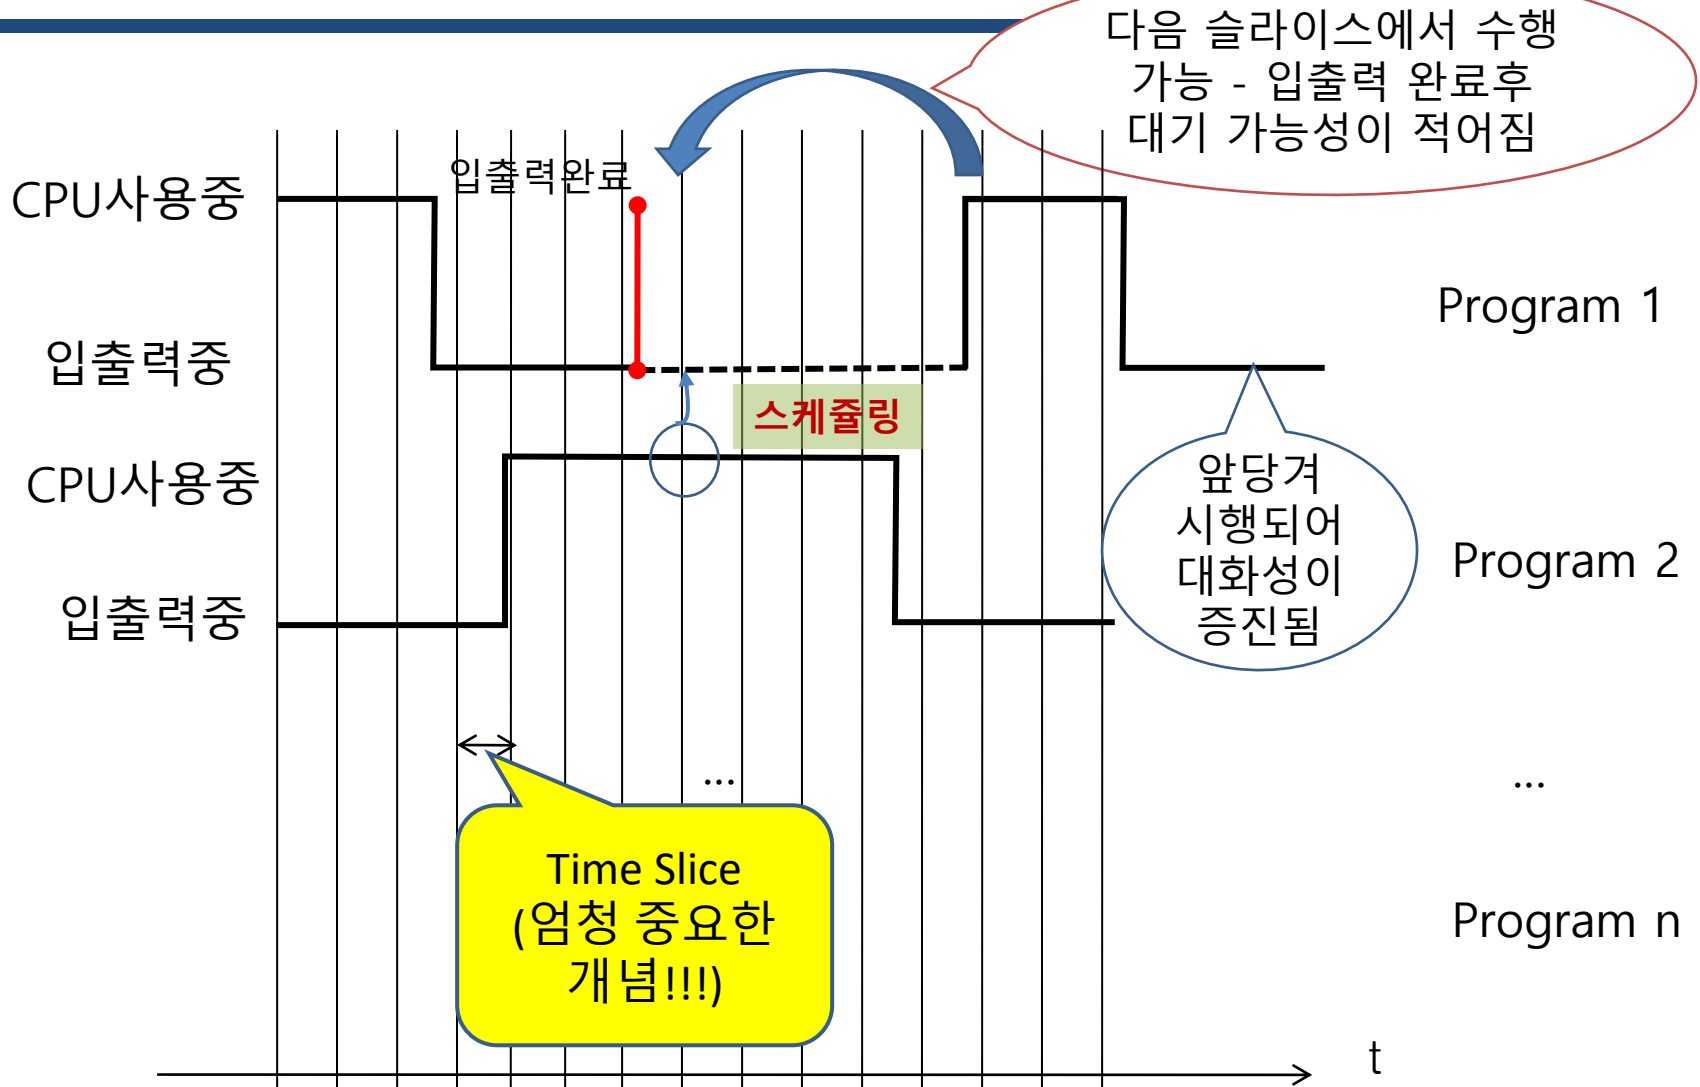 다음 슬라이스에서 수행
가능 - 입출력 완료후
대기 가능성이 적어짐
입출력완료
CPU사용중
입출력중
Program 1
스케쥴링
CPU사용중
입출력중
앞당겨
시행되어
대화성이
증진됨
Program 2
...
...
Time Slice
(엄청 중요한
개념!!!)
Program n
t